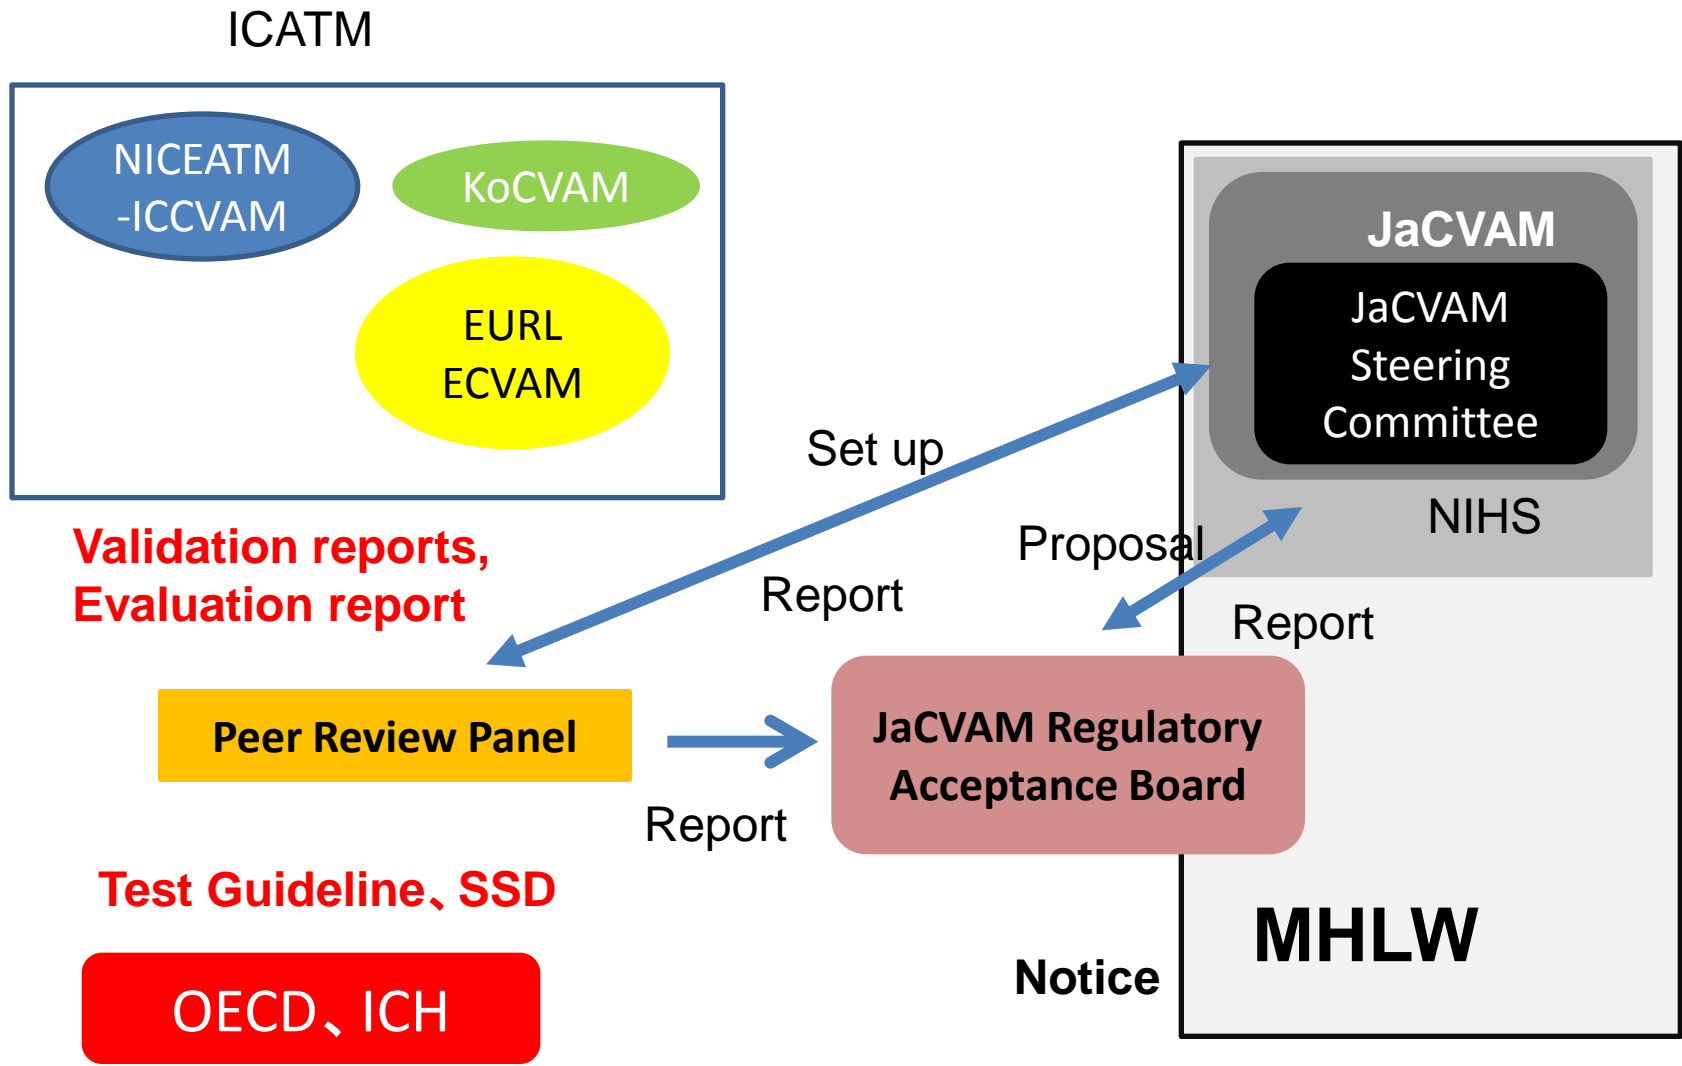 ICATM
NICEATM
-ICCVAM
KoCVAM
EURL
ECVAM
JaCVAM
JaCVAM
Steering
Committee
NIHS
Set up
Proposal
Report
Report
Validation reports,
Evaluation report
Peer Review Panel
JaCVAM Regulatory
Acceptance Board
Report
Test Guideline、SSD
OECD、ICH
MHLW
Notice